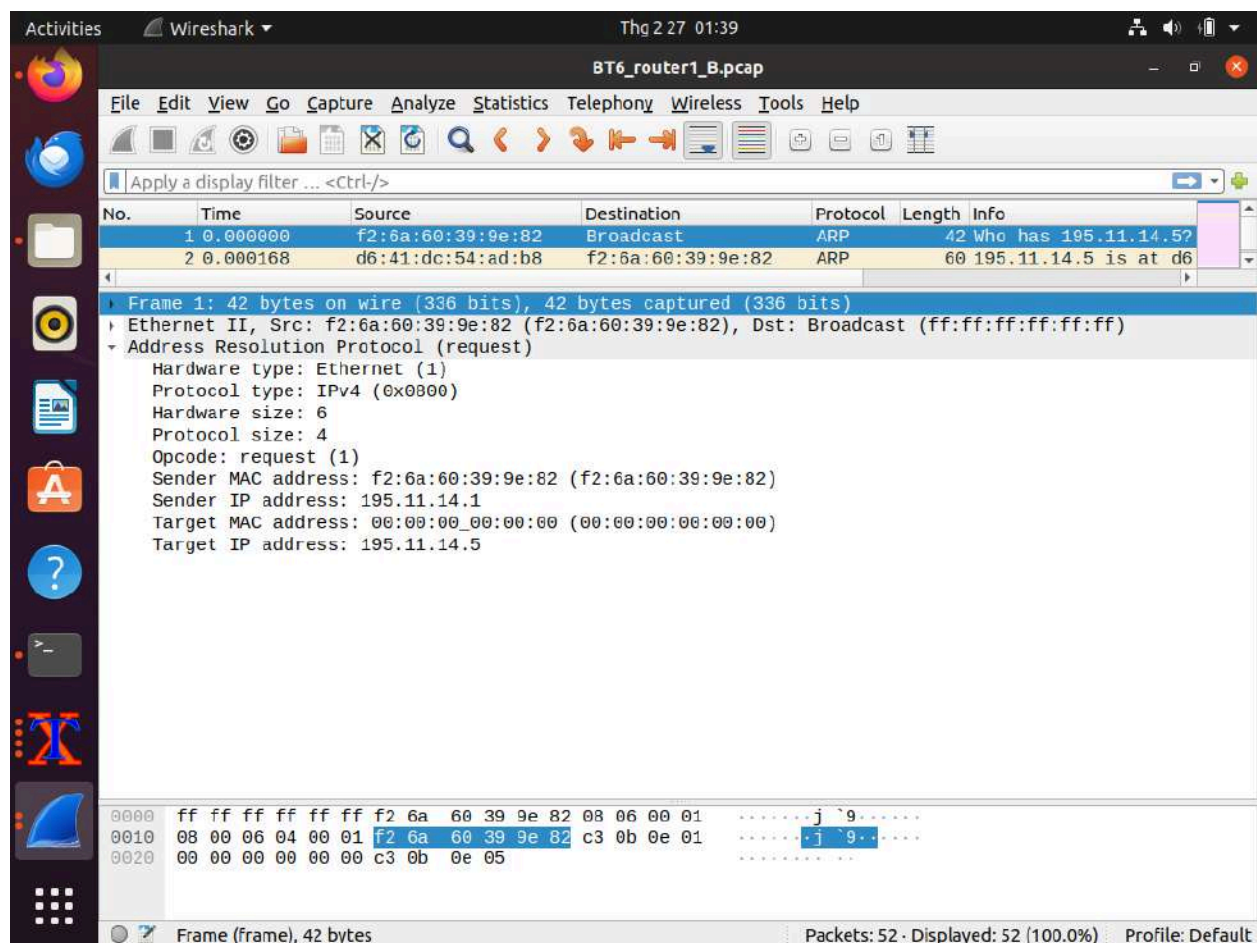 Activities Wireshark Thg 2 27 01:39
BT6_router1_B.pcap
File Edit View Go Capture Analyze Statistics Telephony Wireless Tools Help
Apply a display filter ... <Ctrl-/>
No. Time Source Destination Protocol Length Info
1 0.000000 f2:6a:60:39:9e:82 Broadcast ARP 42 Who has 195.11.14.5?
2 0.000168 d6:41:dc:54:ad:b8 f2:6a:60:39:9e:82 ARP 60 195.11.14.5 is at d6
Frame 1: 42 bytes on wire (336 bits), 42 bytes captured (336 bits)
Ethernet II, Src: f2:6a:60:39:9e:82 (f2:6a:60:39:9e:82), Dst: Broadcast (ff:ff:ff:ff:ff:ff)
Address Resolution Protocol (request)
Hardware type: Ethernet (1)
Protocol type: IPv4 (0x0800)
Hardware size: 6
Protocol size: 4
Opcode: request (1)
Sender MAC address: f2:6a:60:39:9e:82 (f2:6a:60:39:9e:82)
Sender IP address: 195.11.14.1
Target MAC address: 00:00:00_00:00:00 (00:00:00:00:00:00)
Target IP address: 195.11.14.5
0000 ff ff ff ff ff ff f2 6a 60 39 9e 82 08 06 00 01 ·······j `9······
0010 08 00 06 04 00 01 f2 6a 60 39 9e 82 c3 0b 0e 01 ·······j `9······
0020 00 00 00 00 00 00 c3 0b 0e 05 ········ ··
Frame (frame), 42 bytes Packets: 52 · Displayed: 52 (100.0%) Profile: Default